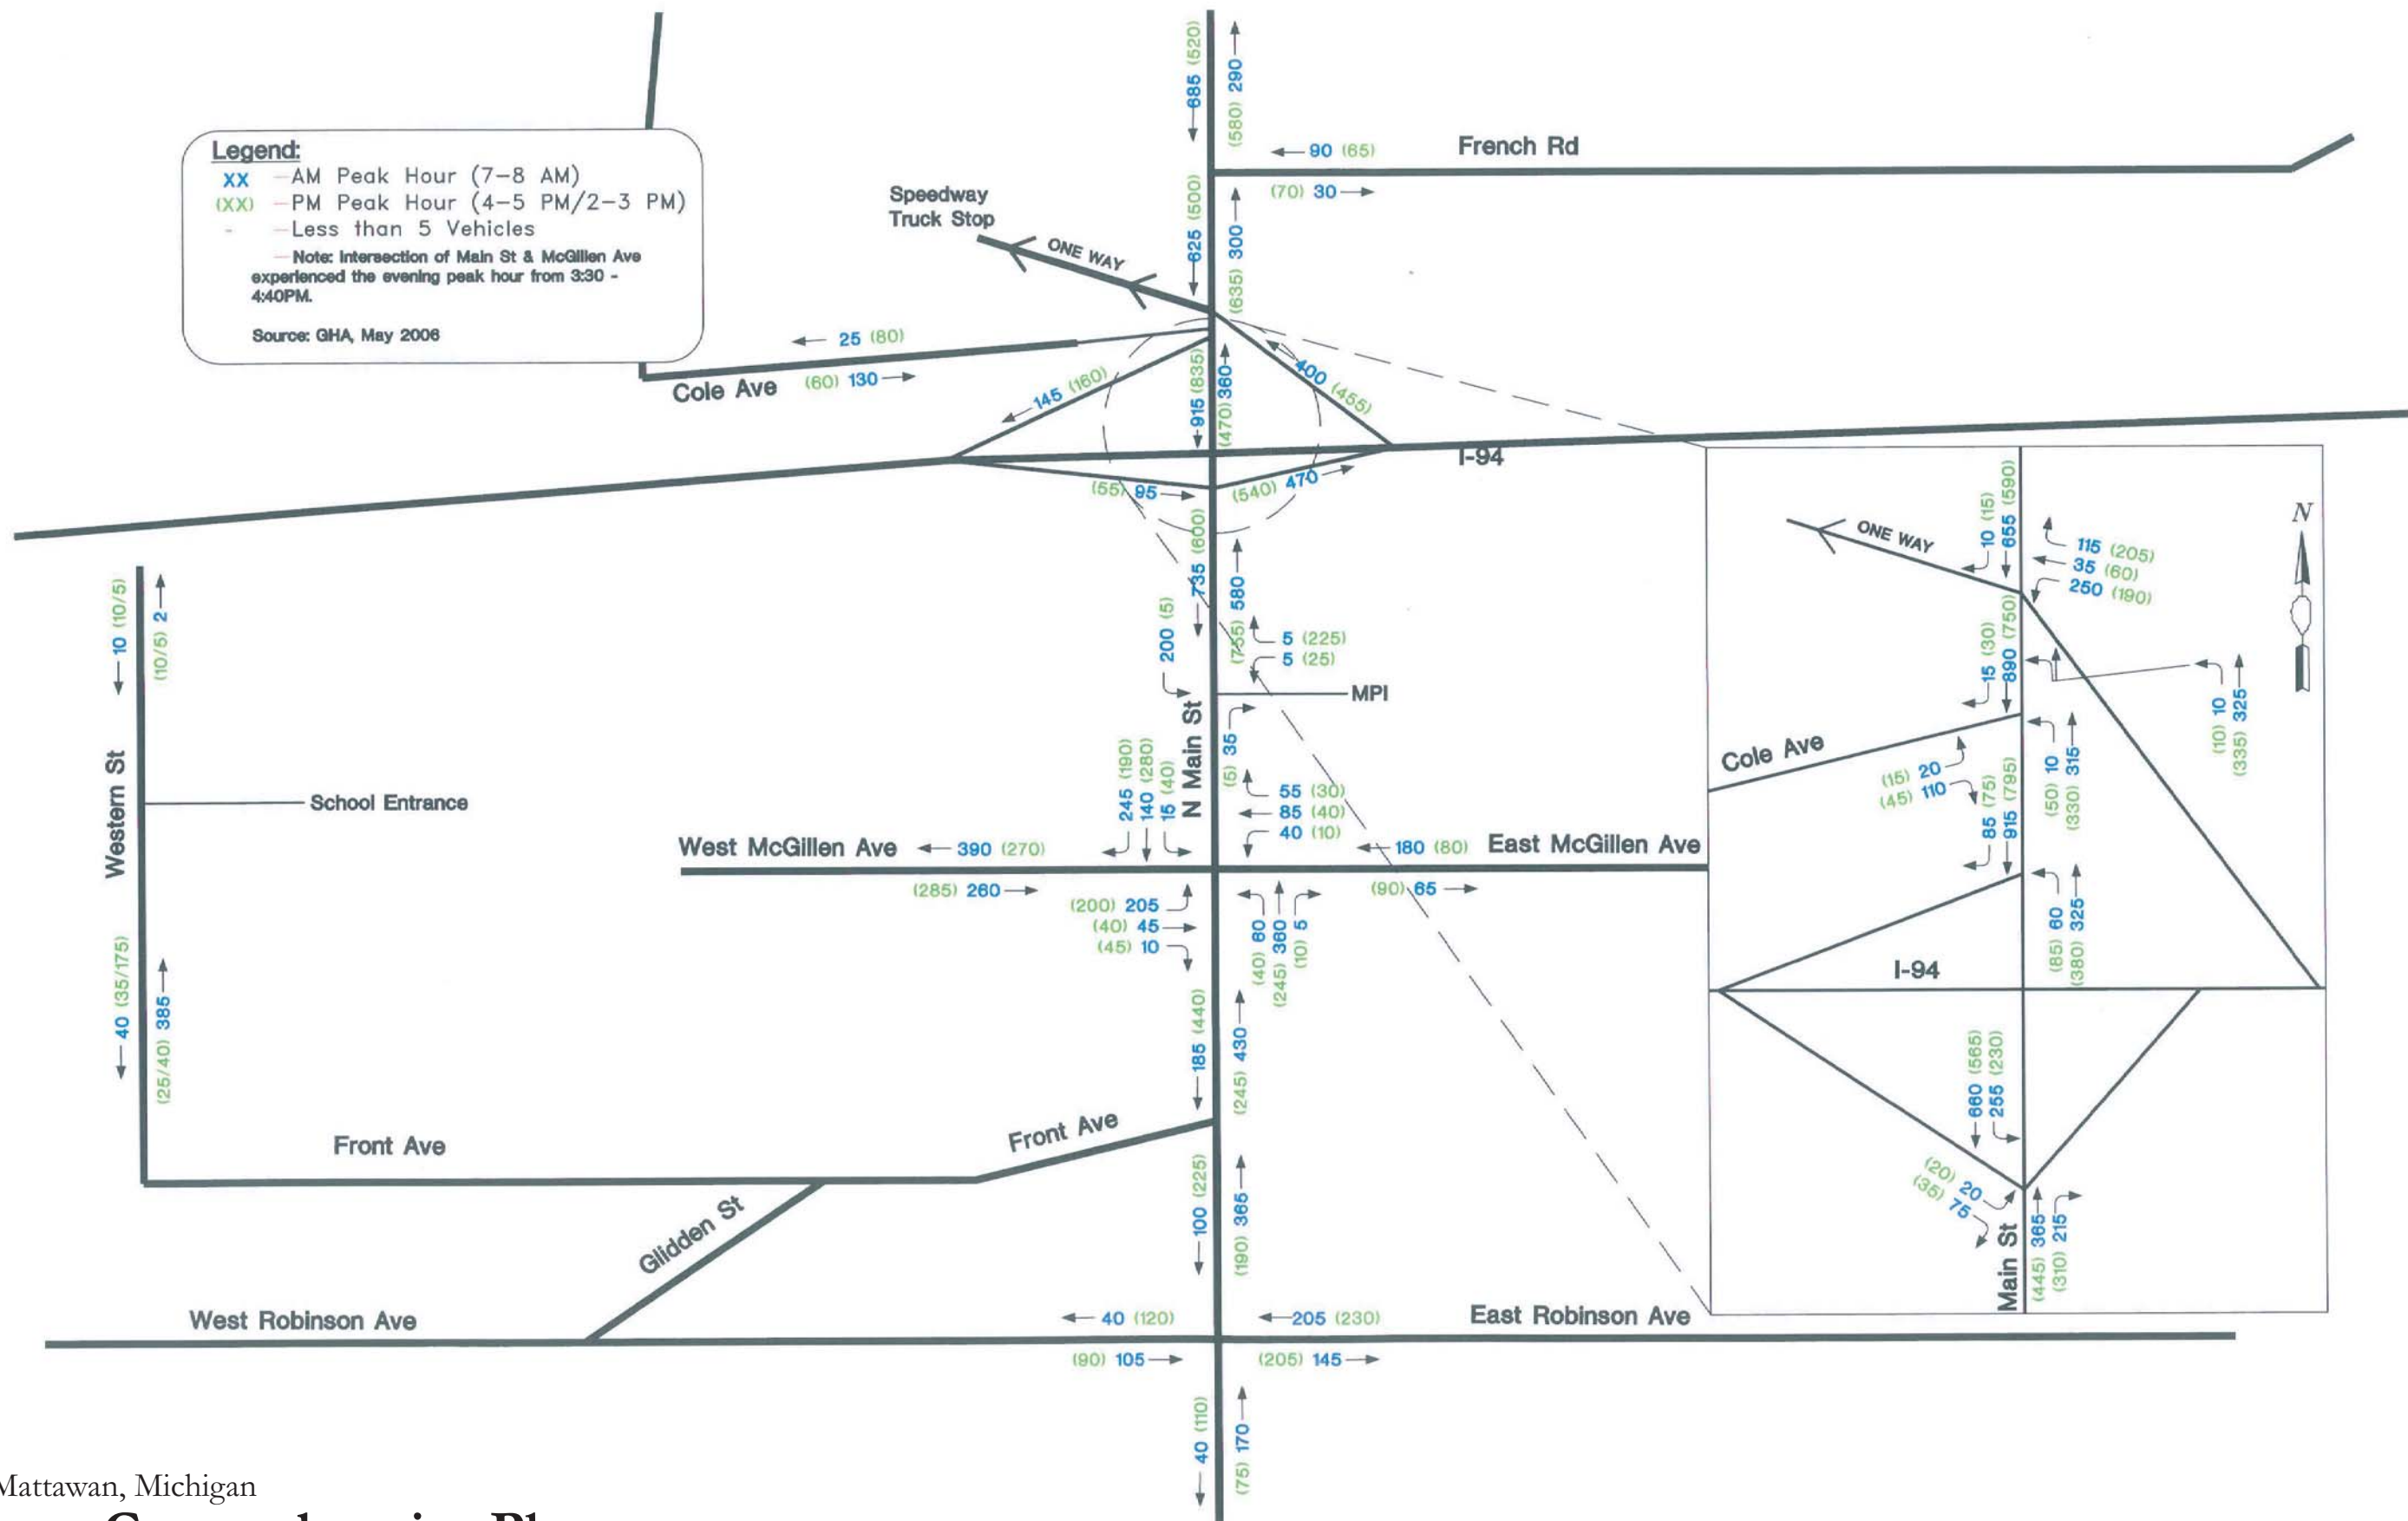 685 (520)
(580) 290
90 (65)
French Rd
(70) 30
Legend:
XX - AM Peak Hour (7-8 AM)
(XX) - PM Peak Hour (4-5 PM/2-3 PM)
- - Less than 5 Vehicles
Note: Intersection of Main St & McGillen Ave
experienced the evening peak hour from 3:30 -
4:40PM.
Source: GHA, May 2006
Speedway
Truck Stop
ONE WAY
625 (500)
(635) 300
25 (80)
Cole Ave
(60) 130
145 (160)
915 (835)
(470) 360
400 (455)
I-94
(55) 95
(540) 470
735 (600)
580
200 (5)
5 (225)
5 (25)
MPI
N Main St
(5) 35
10 (10/5)
(10/5) 2
Western St
School Entrance
40 (35/175)
(25/40) 385
245 (190)
140 (280)
15 (40)
55 (30)
85 (40)
40 (10)
West McGillen Ave
390 (270)
180 (80)
East McGillen Ave
(285) 260
(90) 65
(200) 205
(40) 45
(45) 10
(40) 60
(245) 360
(10) 5
185 (440)
(245) 430
Front Ave
Front Ave
100 (225)
(190) 365
Glidden St
West Robinson Ave
40 (120)
205 (230)
East Robinson Ave
(90) 105
(205) 145
40 (110)
(75) 170
ONE WAY
10 (15)
655 (590)
115 (205)
35 (60)
250 (190)
N
15 (30)
890 (750)
(10) 10
(335) 325
Cole Ave
(15) 20
(45) 110
(50) 10
(330) 315
85 (75)
915 (795)
(85) 60
(380) 325
I-94
660 (565)
255 (230)
(20) 20
(35) 75
Main St
(445) 365
(310) 215
Mattawan, Michigan